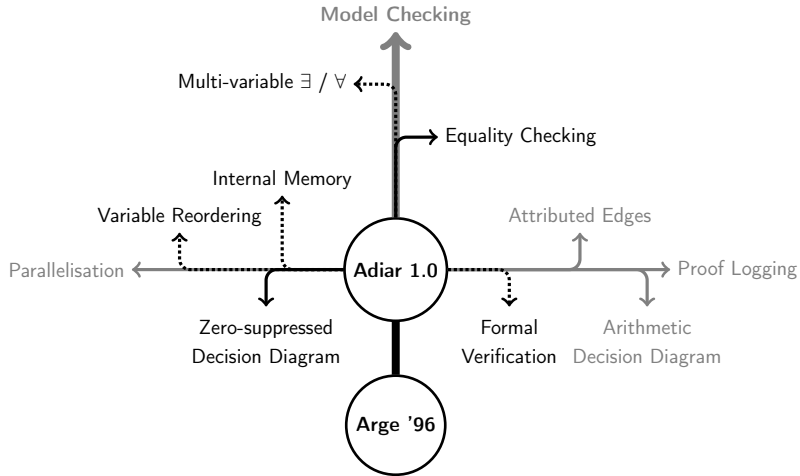 Model Checking
Multi-variable ∃ / ∀
Equality Checking
Internal Memory
Variable Reordering
Attributed Edges
Parallelisation
Adiar 1.0
Proof Logging
Zero-suppressed
Decision Diagram
Formal
Verification
Arithmetic
Decision Diagram
Arge '96